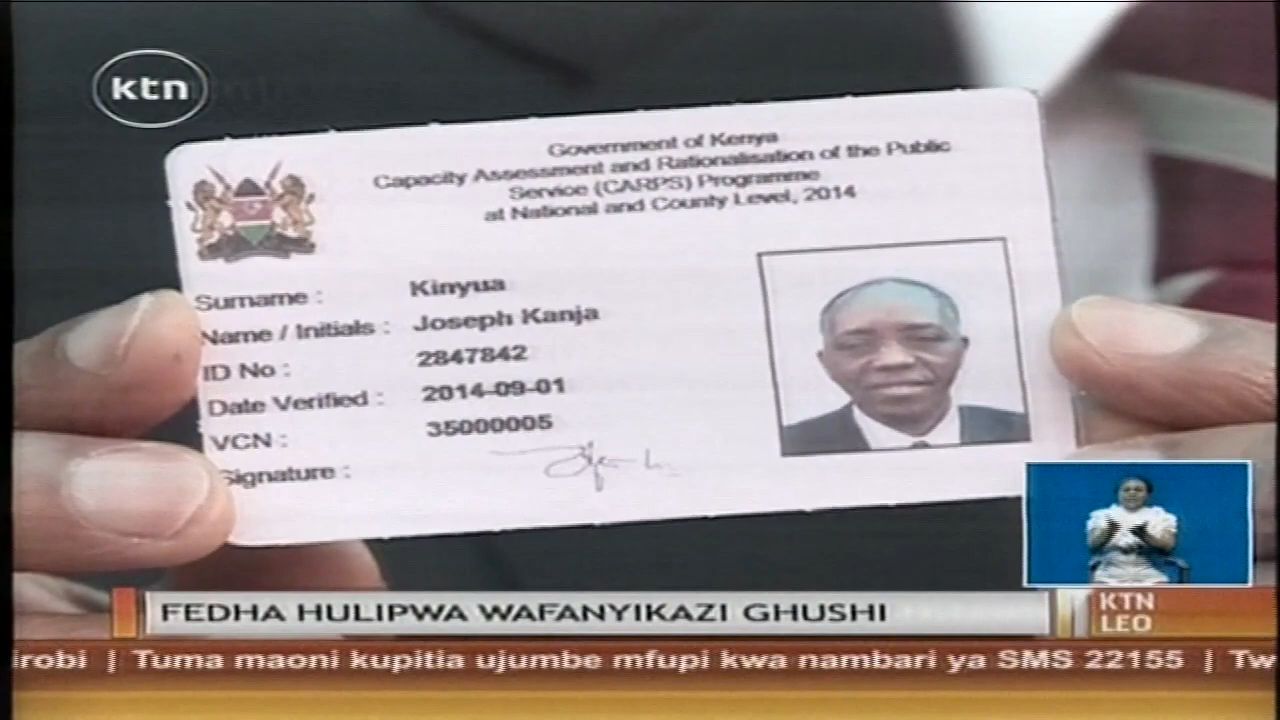 ktn
Government of Kenya
Capacity Assessment and Rationalisation of the Public
Service (CARPS) Programme
at National and County Level, 2014
Surname : Kinyua
Name / Initials : Joseph Kanja
ID No : 2847842
Date Verified : 2014-09-01
VCN : 35000005
Signature :
FEDHA HULIPWA WAFANYIKAZI GHUSHI
KTN
LEO
irobi | Tuma maoni kupitia ujumbe mfupi kwa nambari ya SMS 22155 | Tw